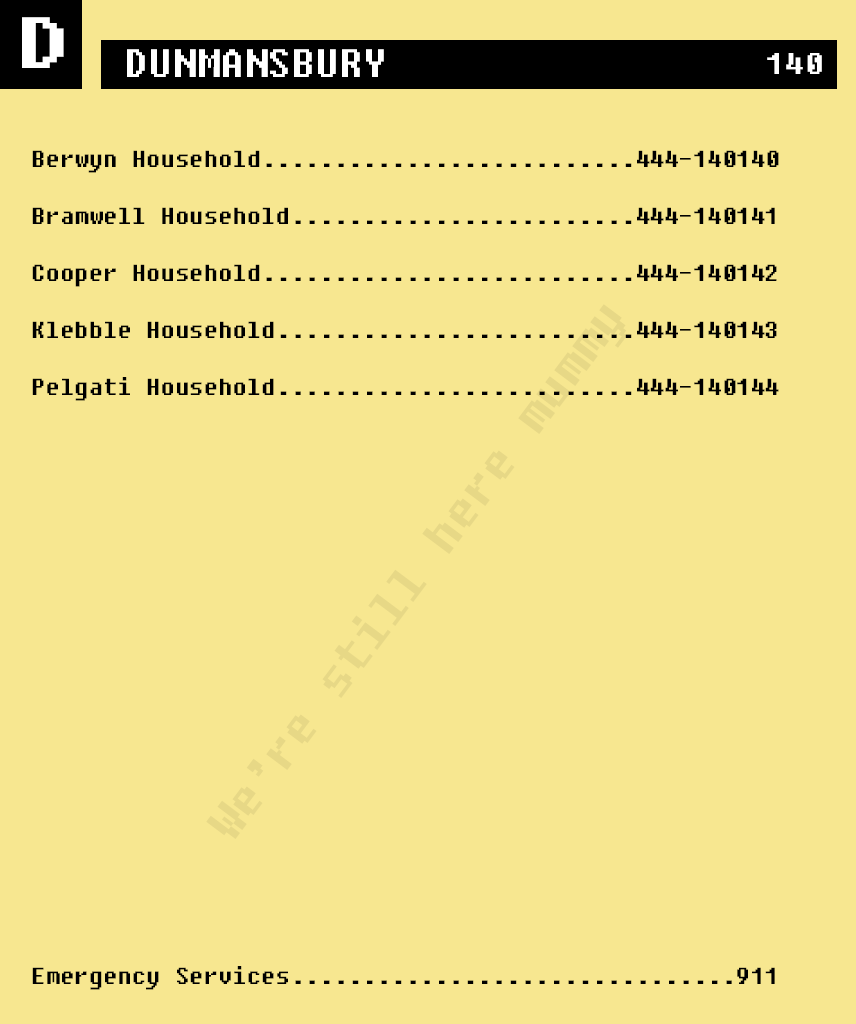 D
DUNMANSBURY 140
Berwyn Household..........................444-140140
Bramwell Household........................444-140141
Cooper Household..........................444-140142
Klebble Household.........................444-140143
Pelgati Household.........................444-140144
We're still here mummy
Emergency Services...............................911